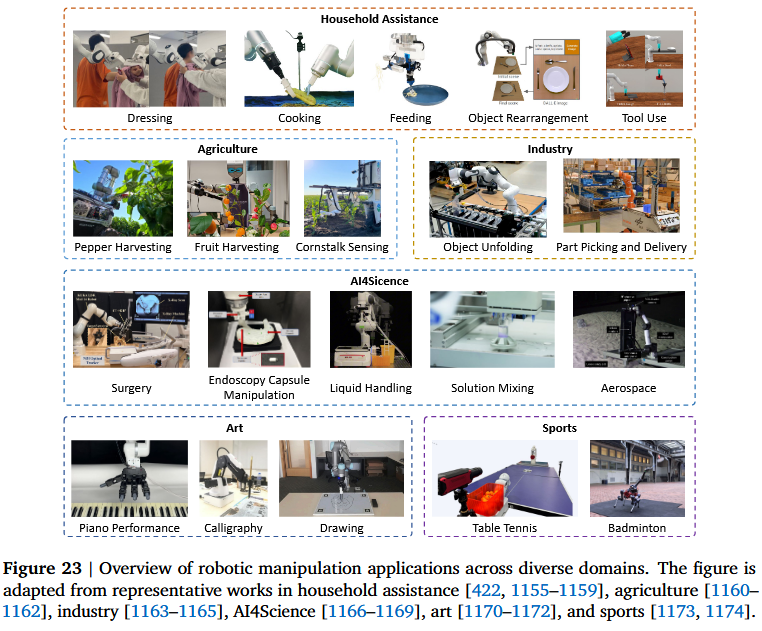 Household Assistance
Dressing
Cooking
Feeding
Object Rearrangement
Tool Use
Agriculture
Pepper Harvesting
Fruit Harvesting
Cornstalk Sensing
Industry
Object Unfolding
Part Picking and Delivery
AI4Sicence
Surgery
Endoscopy Capsule
Manipulation
Liquid Handling
Solution Mixing
Aerospace
Art
Piano Performance
Calligraphy
Drawing
Sports
Table Tennis
Badminton
Figure 23 | Overview of robotic manipulation applications across diverse domains. The figure is
adapted from representative works in household assistance [422, 1155–1159], agriculture [1160–
1162], industry [1163–1165], AI4Science [1166–1169], art [1170–1172], and sports [1173, 1174].